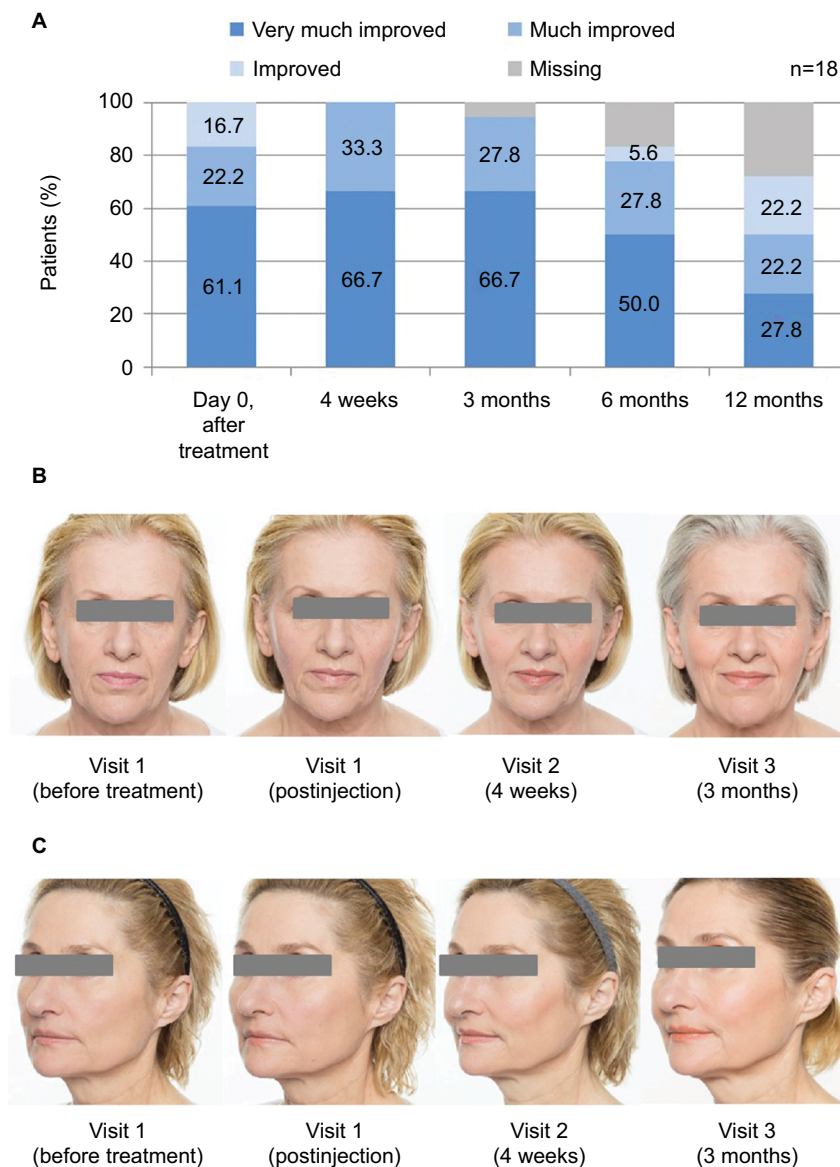 A
Very much improved
Much improved
Improved
Missing
n=18
100
80
60
40
20
0
Patients (%)
16.7
22.2
61.1
33.3
66.7
27.8
66.7
5.6
27.8
50.0
22.2
22.2
27.8
Day 0,
after
treatment
4 weeks
3 months
6 months
12 months
B
Visit 1
(before treatment)
Visit 1
(postinjection)
Visit 2
(4 weeks)
Visit 3
(3 months)
C
Visit 1
(before treatment)
Visit 1
(postinjection)
Visit 2
(4 weeks)
Visit 3
(3 months)